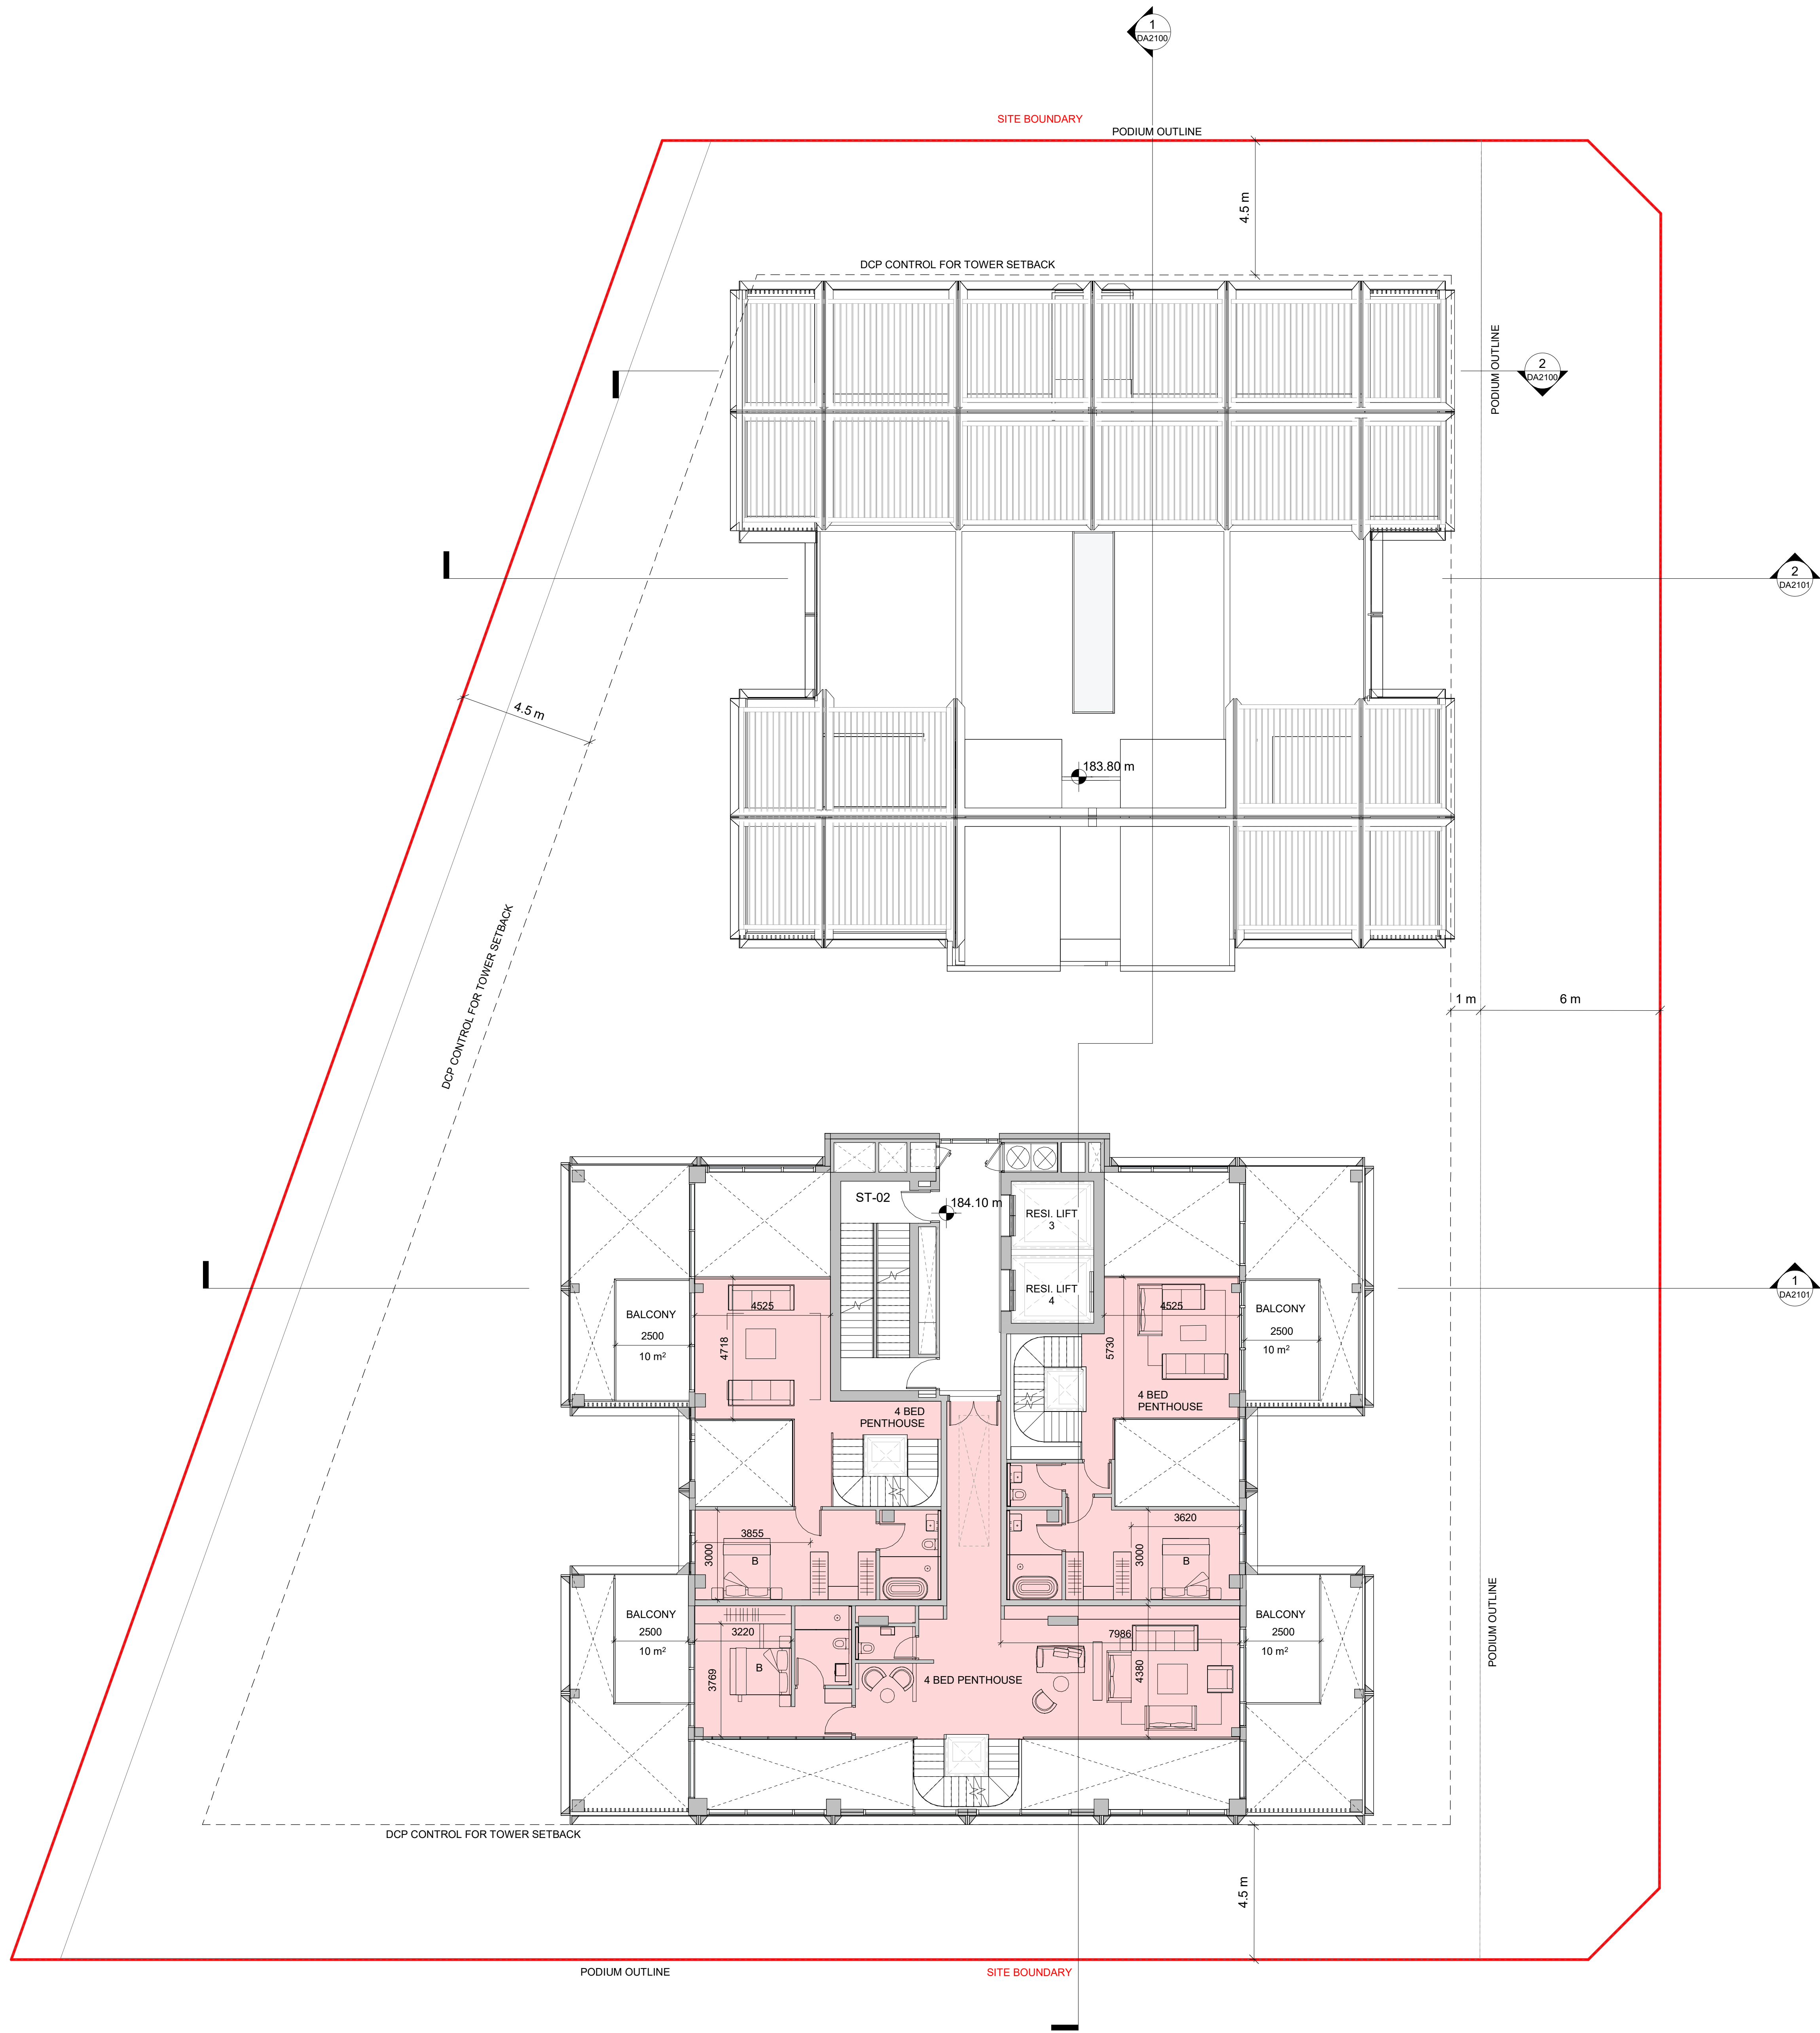 1
DA2100
SITE BOUNDARY
PODIUM OUTLINE
4.5 m
DCP CONTROL FOR TOWER SETBACK
PODIUM OUTLINE
2
DA2100
2
DA2101
4.5 m
183.80 m
DCP CONTROL FOR TOWER SETBACK
1 m
6 m
ST-02
184.10 m
RESI. LIFT
3
RESI. LIFT
4
1
DA2101
BALCONY
2500
10 m²
4525
4718
4525
5730
BALCONY
2500
10 m²
4 BED
PENTHOUSE
4 BED
PENTHOUSE
3855
3000
B
3620
3000
B
BALCONY
2500
10 m²
3220
3769
B
4 BED PENTHOUSE
7986
4380
BALCONY
2500
10 m²
PODIUM OUTLINE
DCP CONTROL FOR TOWER SETBACK
4.5 m
PODIUM OUTLINE
SITE BOUNDARY